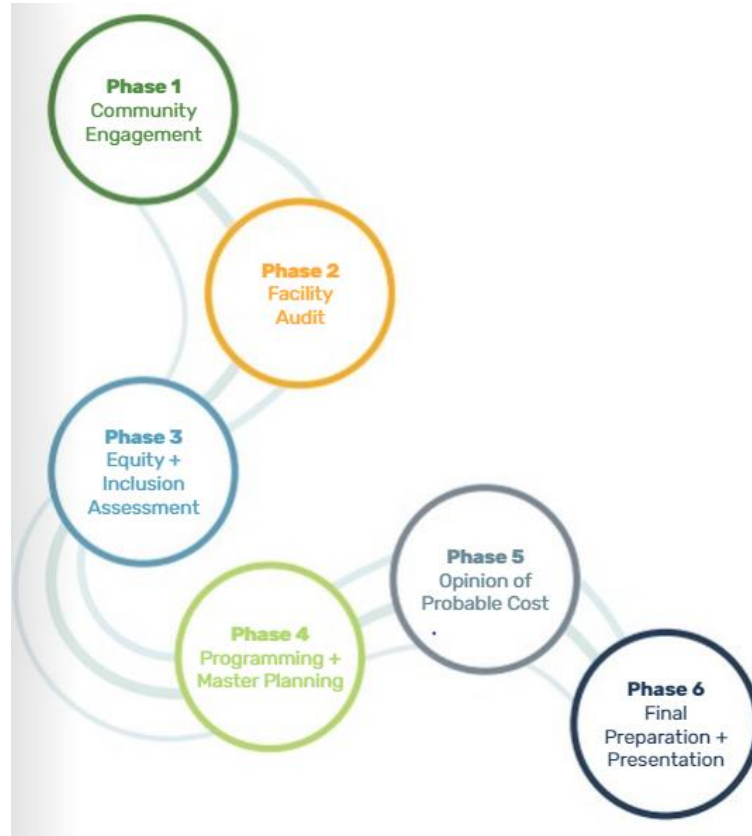 Phase 1
Community
Engagement
Phase 2
Facility
Audit
Phase 3
Equity +
Inclusion
Assessment
Phase 4
Programming +
Master Planning
Phase 5
Opinion of
Probable Cost
Phase 6
Final
Preparation +
Presentation